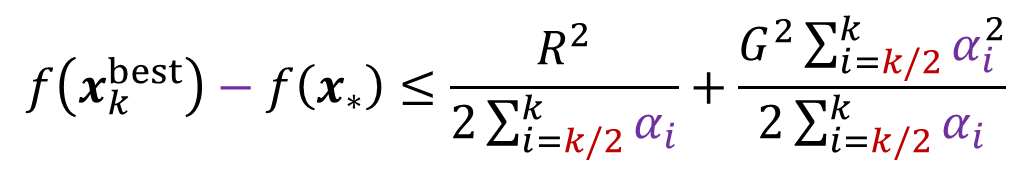 f(x_k^best) − f(x_*) ≤ R^2 / (2 ∑_{i=k/2}^k α_i) + (G^2 ∑_{i=k/2}^k α_i^2) / (2 ∑_{i=k/2}^k α_i)